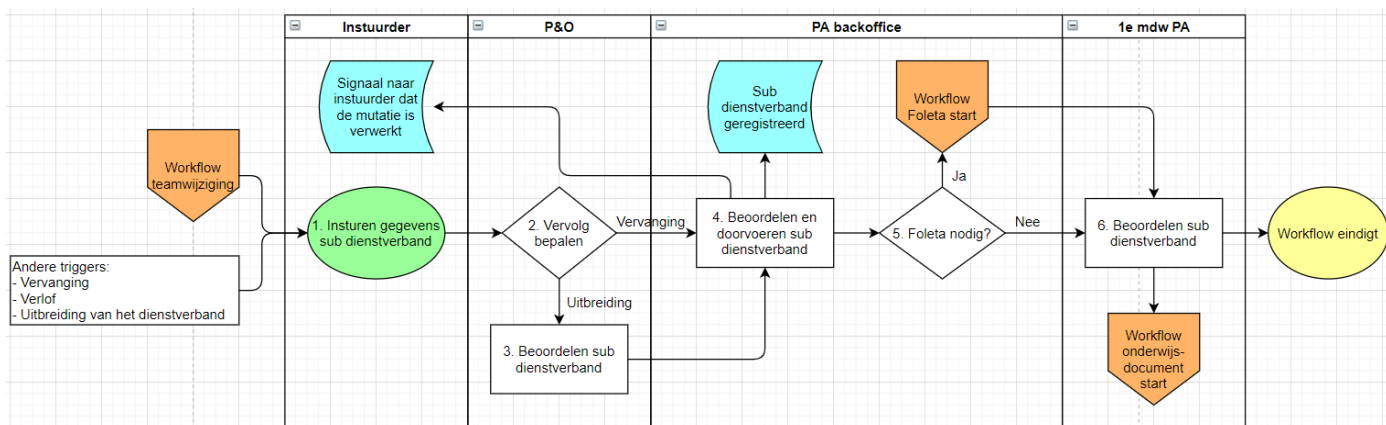 Instuurder
P&O
PA backoffice
1e mdw PA
Signaal naar
instuurder dat
de mutatie is
verwerkt
Sub
dienstverband
geregistreerd
Workflow
Foleta start
Workflow
teamwijziging
Ja
1. Insturen gegevens
sub dienstverband
2. Vervolg
bepalen
Vervanging
4. Beoordelen en
doorvoeren sub
dienstverband
5. Foleta nodig?
Nee
6. Beoordelen sub
dienstverband
Workflow eindigt
Andere triggers:
- Vervanging
- Verlof
- Uitbreiding van het dienstverband
Uitbreiding
3. Beoordelen sub
dienstverband
Workflow
onderwijs-
document
start